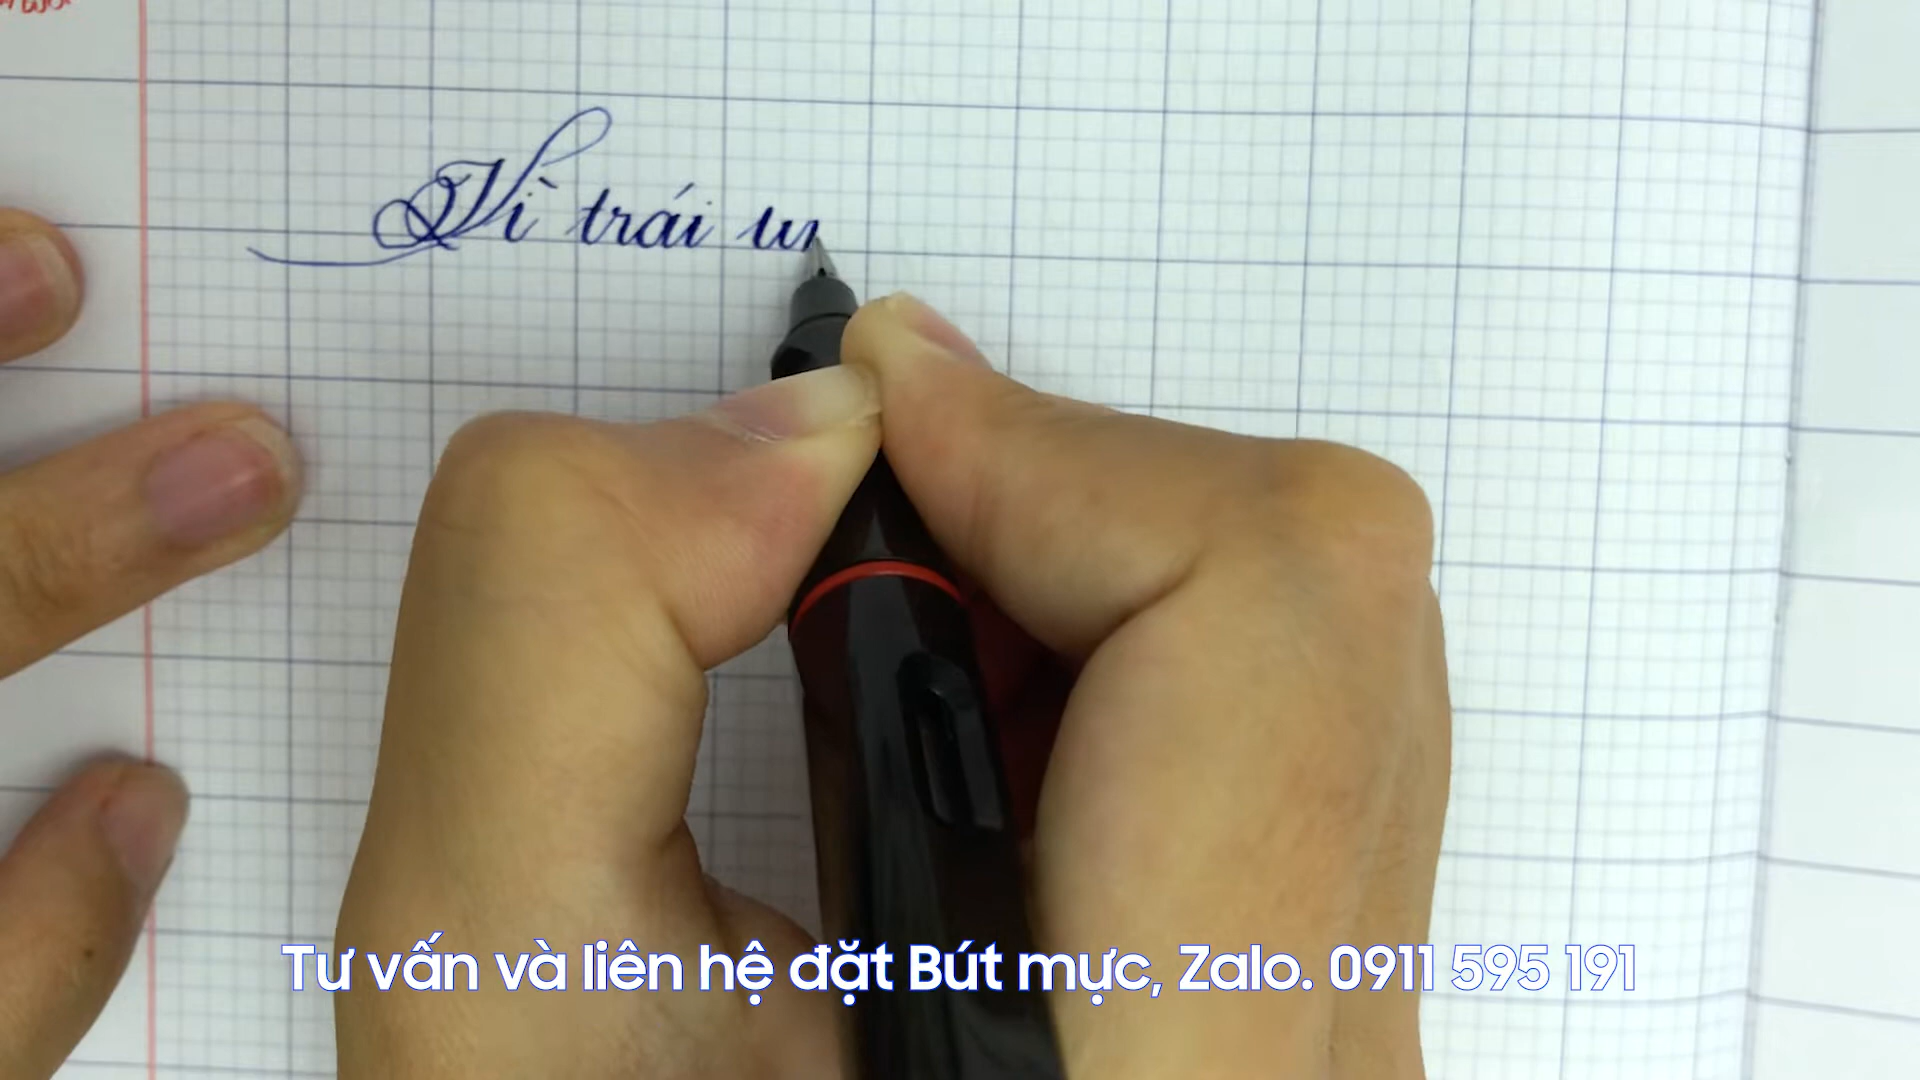 Vì trái
Tư vấn và liên hệ đặt Bút mực, Zalo. 0911 595 191